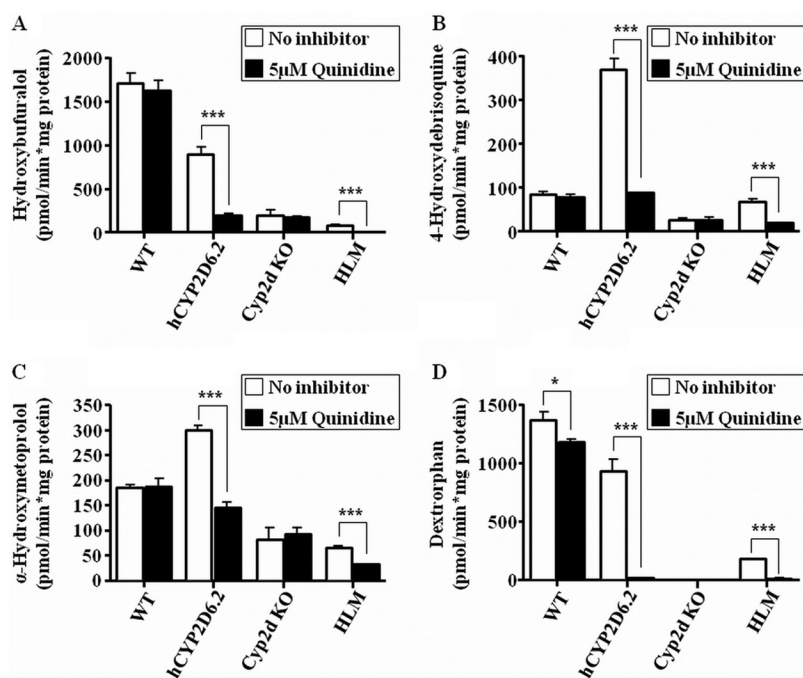 A
No inhibitor
5µM Quinidine
Hydroxybufuralol
(pmol/min*mg protein)
2000
1500
1000
500
0
***
***
WT
hCYP2D6.2
Cyp2d KO
HLM
B
No inhibitor
5µM Quinidine
4-Hydroxydebrisoquine
(pmol/min*mg protein)
400
300
200
100
0
***
***
WT
hCYP2D6.2
Cyp2d KO
HLM
C
No inhibitor
5µM Quinidine
α-Hydroxymetoprolol
(pmol/min*mg protein)
350
300
250
200
150
100
50
0
***
***
WT
hCYP2D6.2
Cyp2d KO
HLM
D
No inhibitor
5µM Quinidine
Dextrorphan
(pmol/min*mg protein)
1500
1000
500
0
*
***
***
WT
hCYP2D6.2
Cyp2d KO
HLM